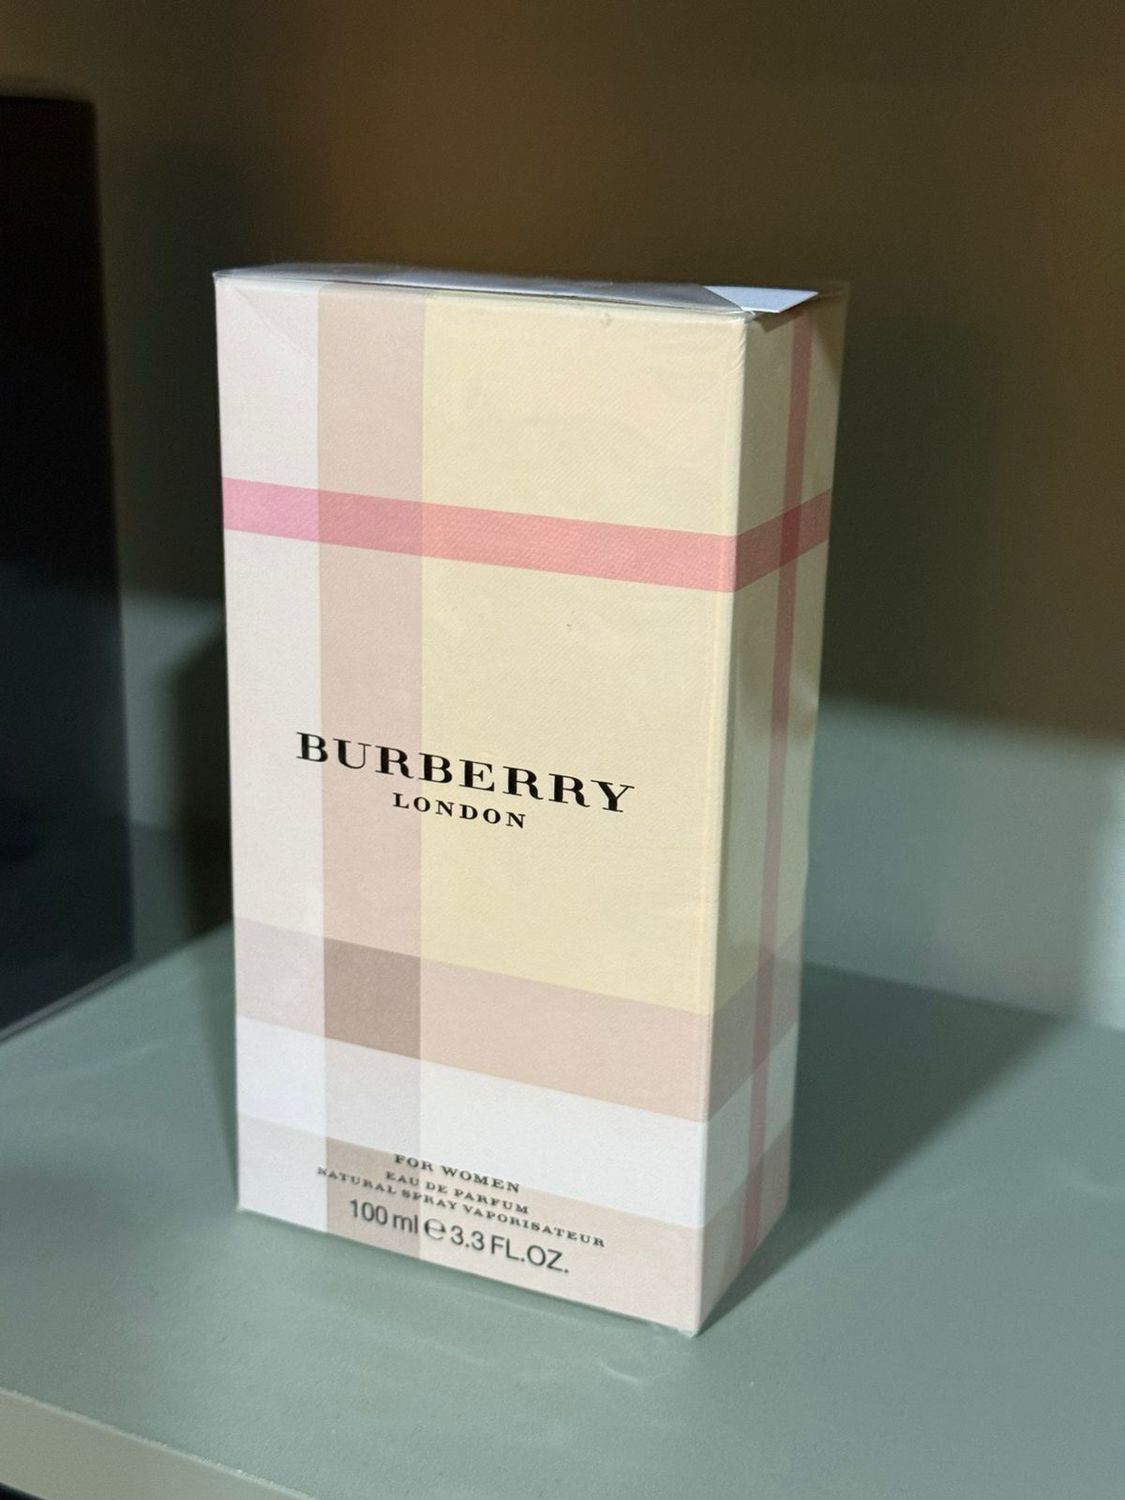 BURBERRY
LONDON
FOR WOMEN
EAU DE PARFUM
NATURAL SPRAY VAPORISATEUR
100 ml ℮ 3.3 FL.OZ.